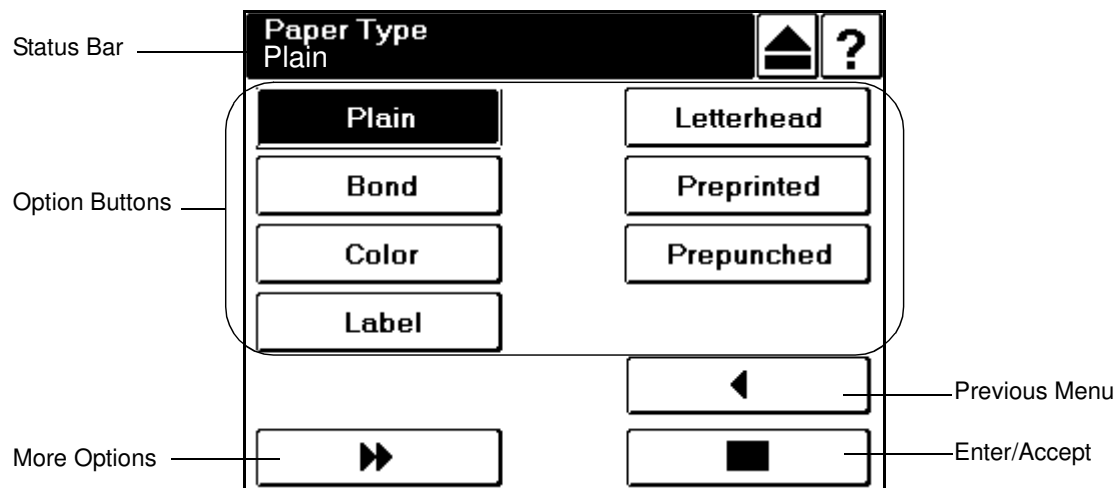 Status Bar
Paper Type
Plain
?
Option Buttons
Plain
Letterhead
Bond
Preprinted
Color
Prepunched
Label
Previous Menu
More Options
Enter/Accept